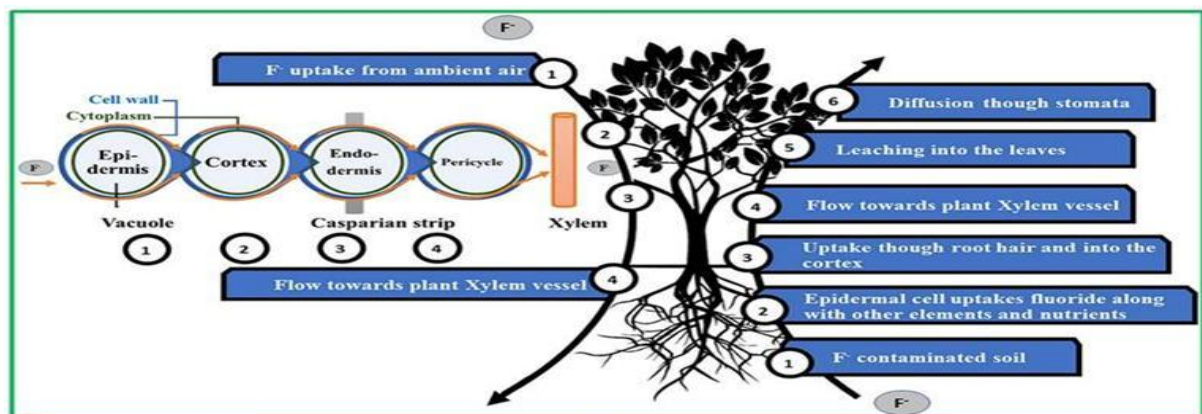 F-
F- uptake from ambient air
1
Cell wall
Cytoplasm
F-
Epi-
dermis
Cortex
Endo-
dermis
Pericycle
Vacuole
Casparian strip
Xylem
1
2
3
4
2
F
3
4
Flow towards plant Xylem vessel
6
Diffusion though stomata
5
Leaching into the leaves
4
Flow towards plant Xylem vessel
3
Uptake though root hair and into the
cortex
2
Epidermal cell uptakes fluoride along
with other elements and nutrients
1
F- contaminated soil
F-